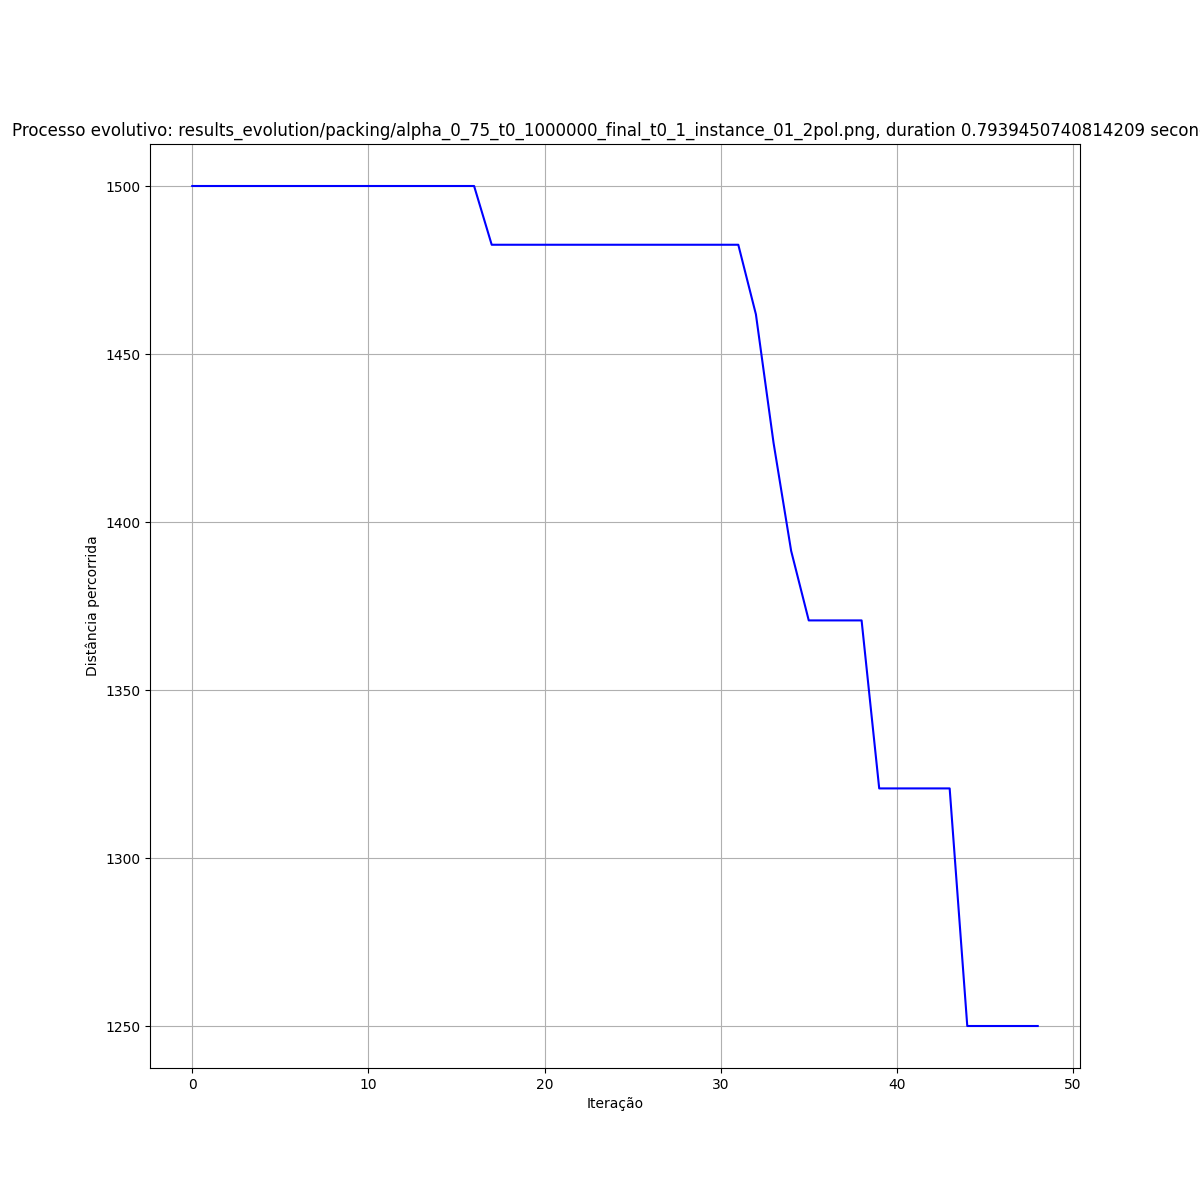 Processo evolutivo: results_evolution/packing/alpha_0_75_t0_1000000_final_t0_1_instance_01_2pol.png, duration 0.7939450740814209 secon
1500
1450
1400
1350
1300
1250
Distância percorrida
0 10 20 30 40 50
Iteração